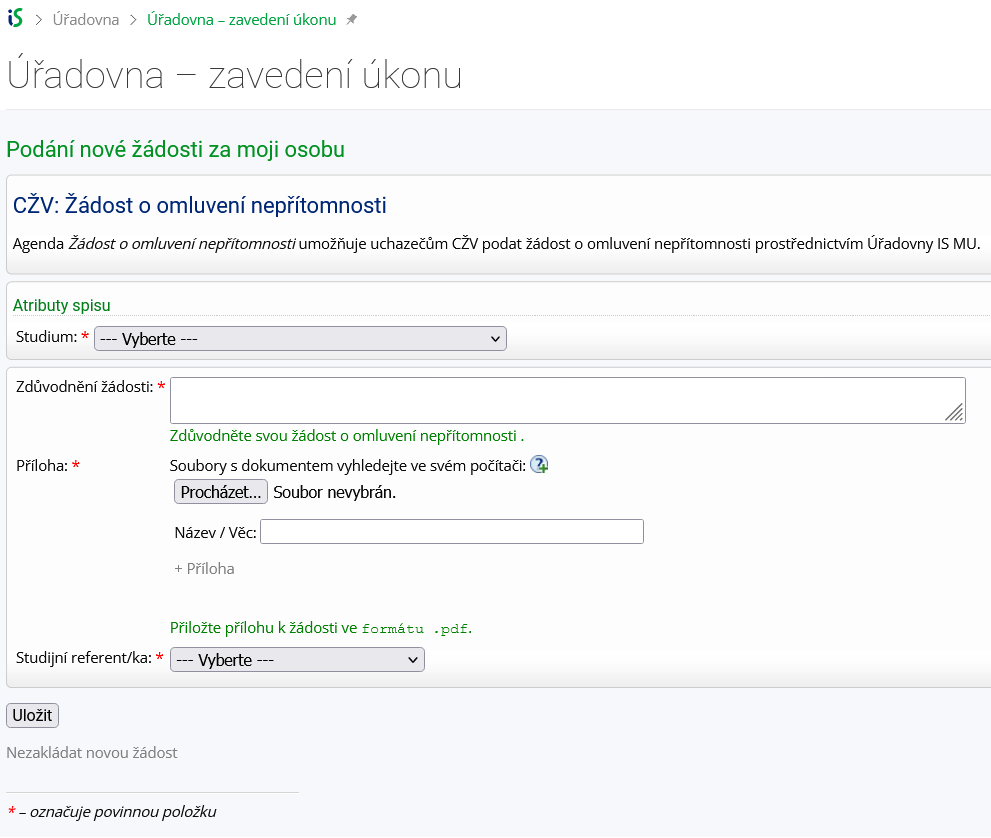 iS > Úřadovna > Úřadovna – zavedení úkonu
Úřadovna – zavedení úkonu
Podání nové žádosti za moji osobu
CŽV: Žádost o omluvení nepřítomnosti
Agenda Žádost o omluvení nepřítomnosti umožňuje uchazečům CŽV podat žádost o omluvení nepřítomnosti prostřednictvím Úřadovny IS MU.
Atributy spisu
Studium: * --- Vyberte ---
Zdůvodnění žádosti: *
Zdůvodněte svou žádost o omluvení nepřítomnosti .
Příloha: * Soubory s dokumentem vyhledejte ve svém počítači:
Procházet... Soubor nevybrán.
Název / Věc:
+ Příloha
Přiložte přílohu k žádosti ve formátu .pdf.
Studijní referent/ka: * --- Vyberte ---
Uložit
Nezakládat novou žádost
* – označuje povinnou položku